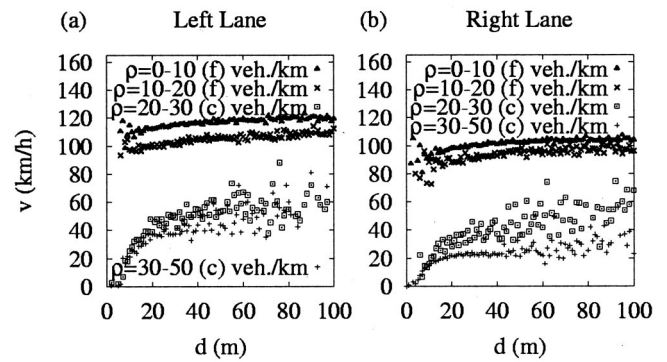 (a) Left Lane
160
140
120
100
80
60
40
20
0
v (km/h)
ρ=0-10 (f) veh./km
ρ=10-20 (f) veh./km
ρ=20-30 (c) veh./km
ρ=30-50 (c) veh./km
0 20 40 60 80 100
d (m)
(b) Right Lane
160
140
120
100
80
60
40
20
0
ρ=0-10 (f) veh./km
ρ=10-20 (f) veh./km
ρ=20-30 (c) veh./km
ρ=30-50 (c) veh./km
0 20 40 60 80 100
d (m)